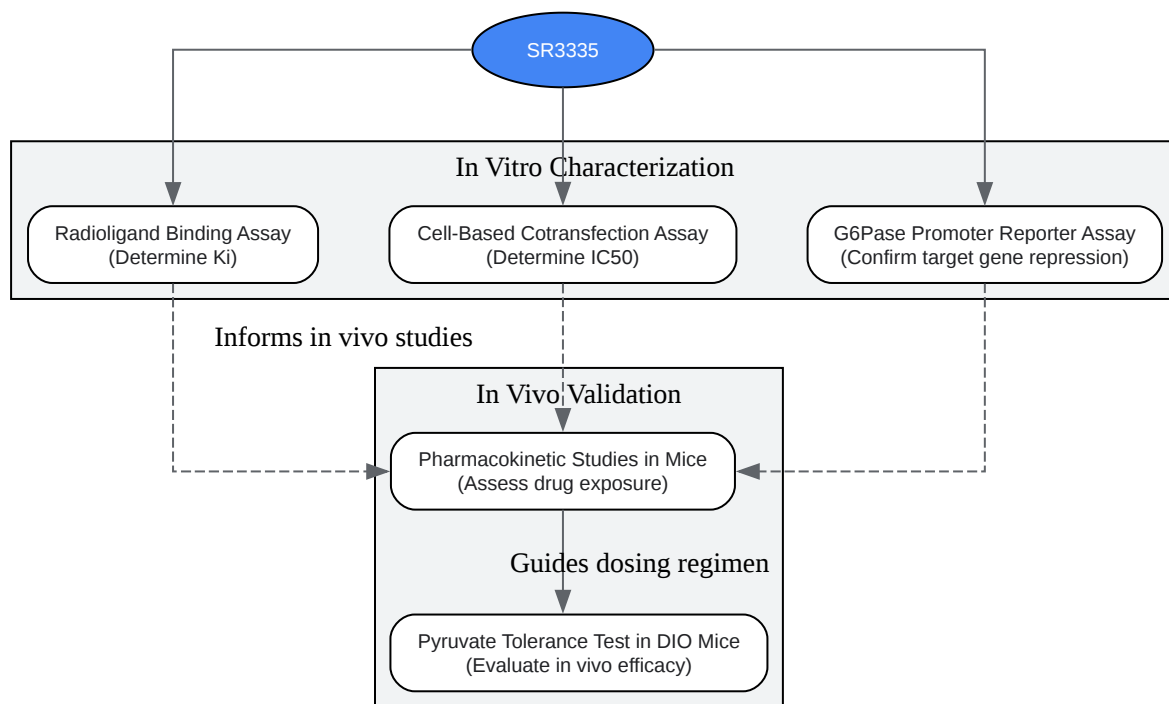 SR3335
In Vitro Characterization
Radioligand Binding Assay
(Determine Ki)
Cell-Based Cotransfection Assay
(Determine IC50)
G6Pase Promoter Reporter Assay
(Confirm target gene repression)
Informs in vivo studies
In Vivo Validation
Pharmacokinetic Studies in Mice
(Assess drug exposure)
Guides dosing regimen
Pyruvate Tolerance Test in DIO Mice
(Evaluate in vivo efficacy)